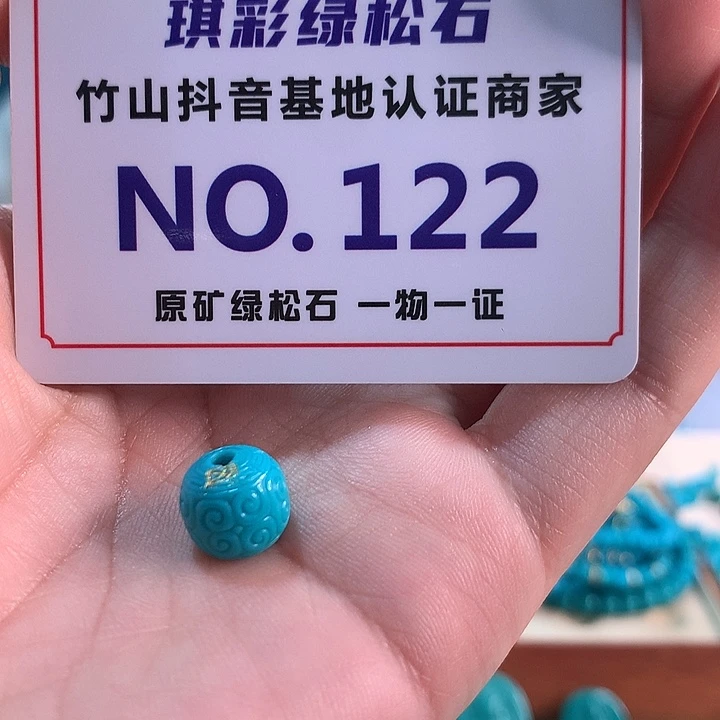 琪彩绿松石
竹山抖音基地认证商家
NO.122
原矿绿松石 一物一证